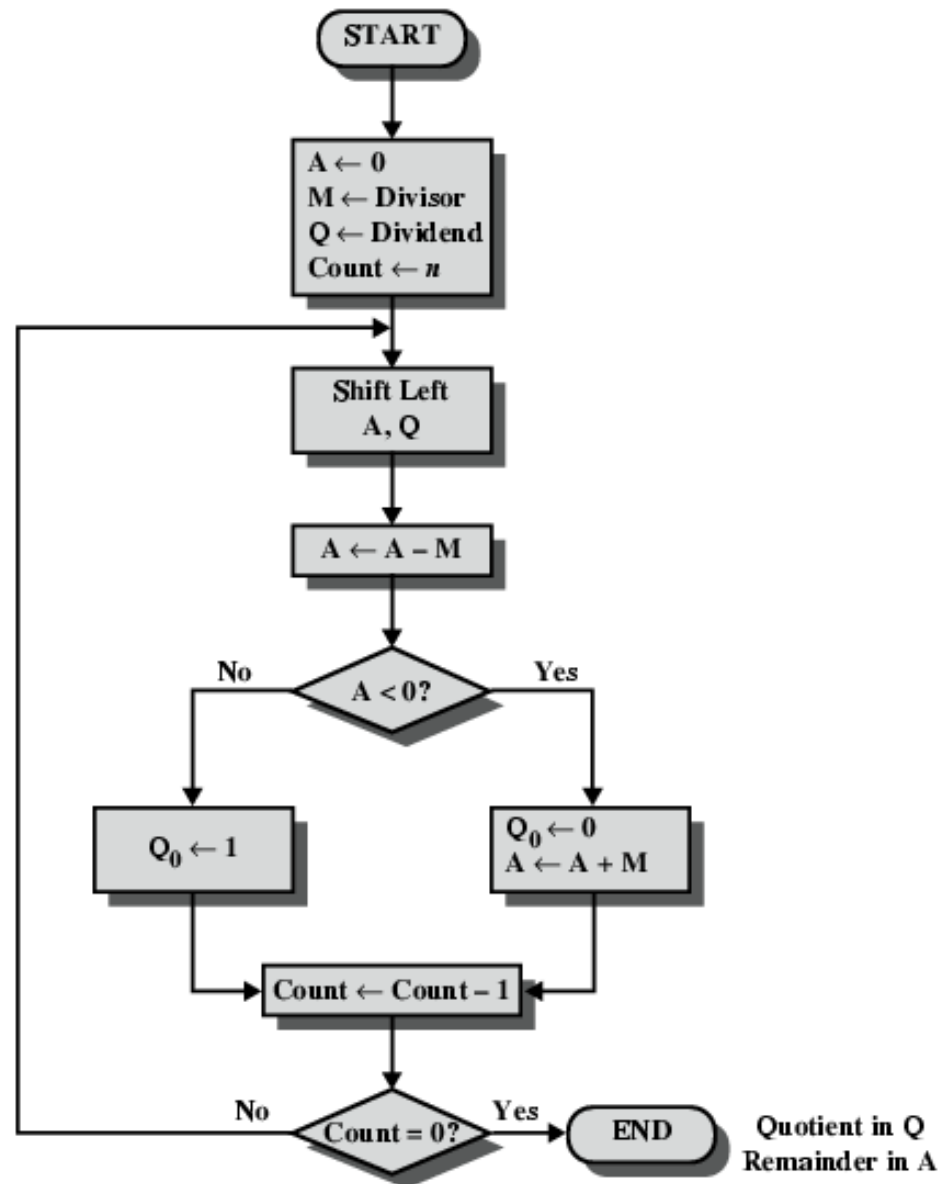 START
A ← 0
M ← Divisor
Q ← Dividend
Count ← n
Shift Left
A, Q
A ← A – M
No
A < 0?
Yes
Q₀ ← 1
Q₀ ← 0
A ← A + M
Count ← Count – 1
No
Count = 0?
Yes
END
Quotient in Q
Remainder in A